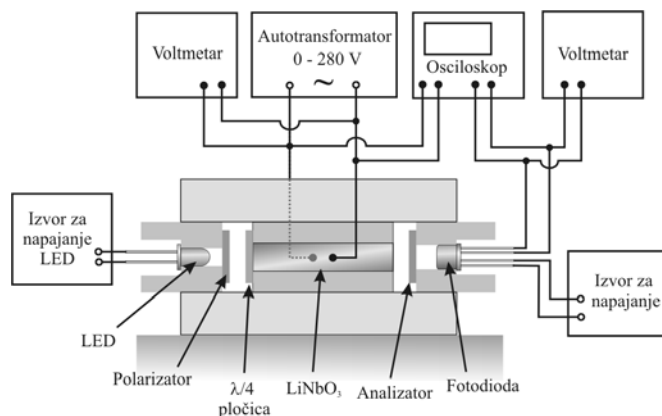 Voltmetar
Autotransformator
0 - 280 V
~
Osciloskop
Voltmetar
Izvor za
napajanje
LED
Izvor za
napajanje
LED
Polarizator
λ/4
pločica
LiNbO₃
Analizator
Fotodioda